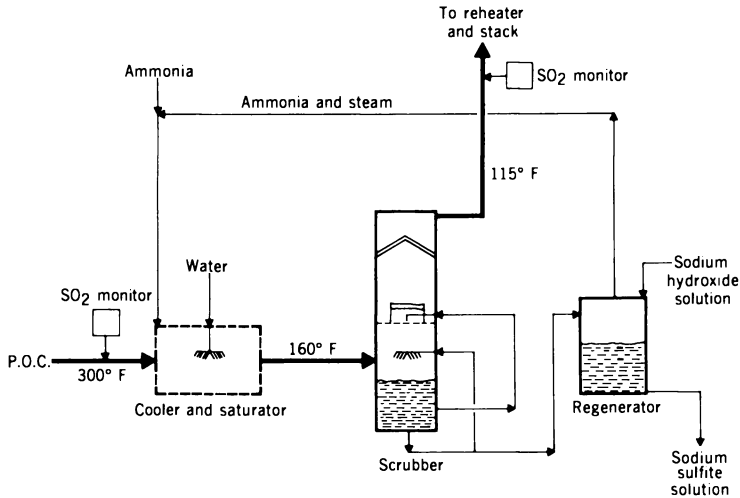 To reheater
and stack
SO2 monitor
Ammonia
Ammonia and steam
115° F
Water
SO2 monitor
Sodium
hydroxide
solution
P.O.C.
300° F
160° F
Cooler and saturator
Regenerator
Scrubber
Sodium
sulfite
solution